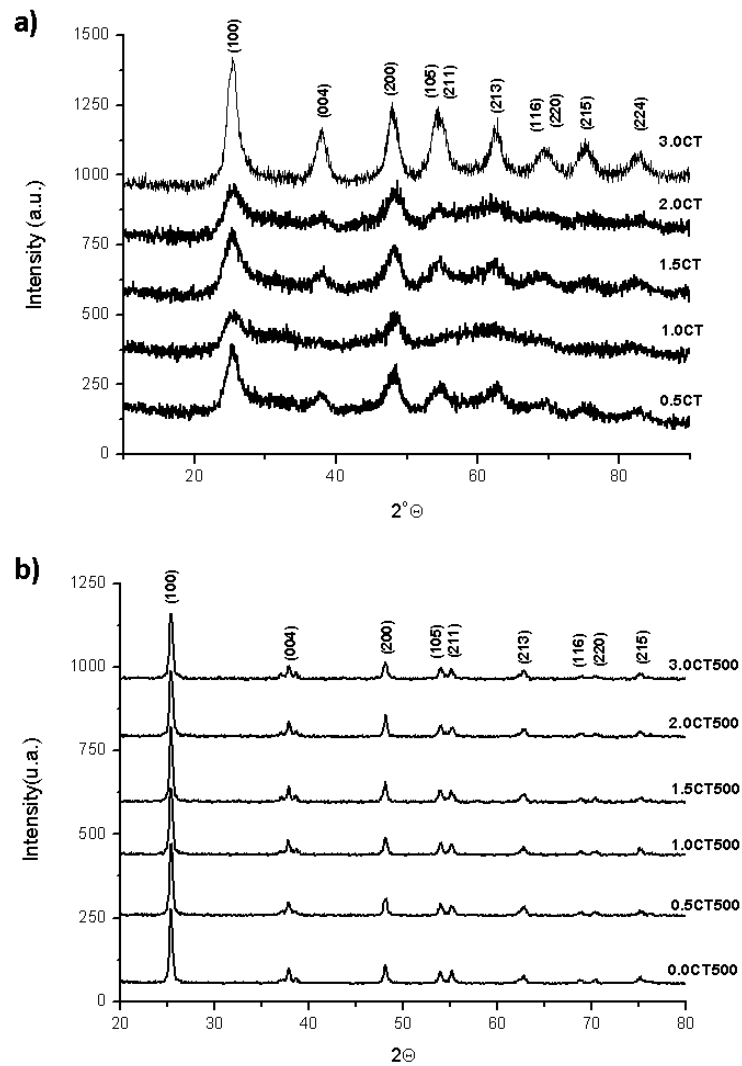 a)
1500
1250
1000
750
500
250
0
Intensity (a.u.)
(100)
(004)
(200)
(105)
(211)
(213)
(116)
(220)
(215)
(224)
3.0CT
2.0CT
1.5CT
1.0CT
0.5CT
20
40
60
80
2°Θ
b)
1250
1000
750
500
250
0
Intensity(u.a.)
(100)
(004)
(200)
(105)
(211)
(213)
(116)
(220)
(215)
3.0CT500
2.0CT500
1.5CT500
1.0CT500
0.5CT500
0.0CT500
20
30
40
50
60
70
80
2Θ